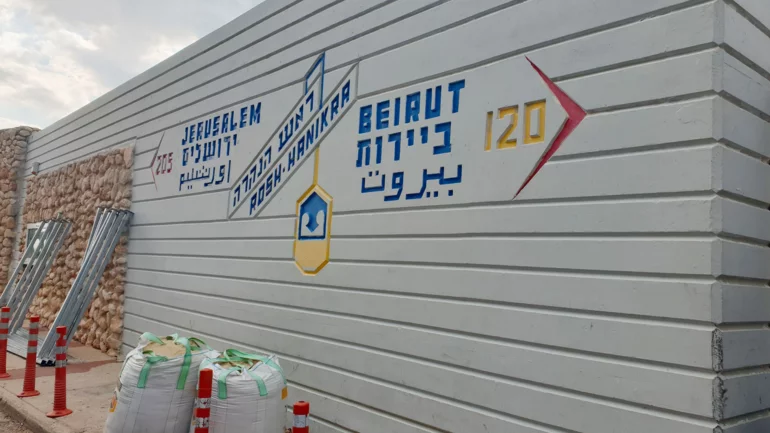 JERUSALEM
ירושלים
اورشليم
205
ראש הנקרה
ROSH-HANIKRA
BEIRUT
ביירות
بيروت
120